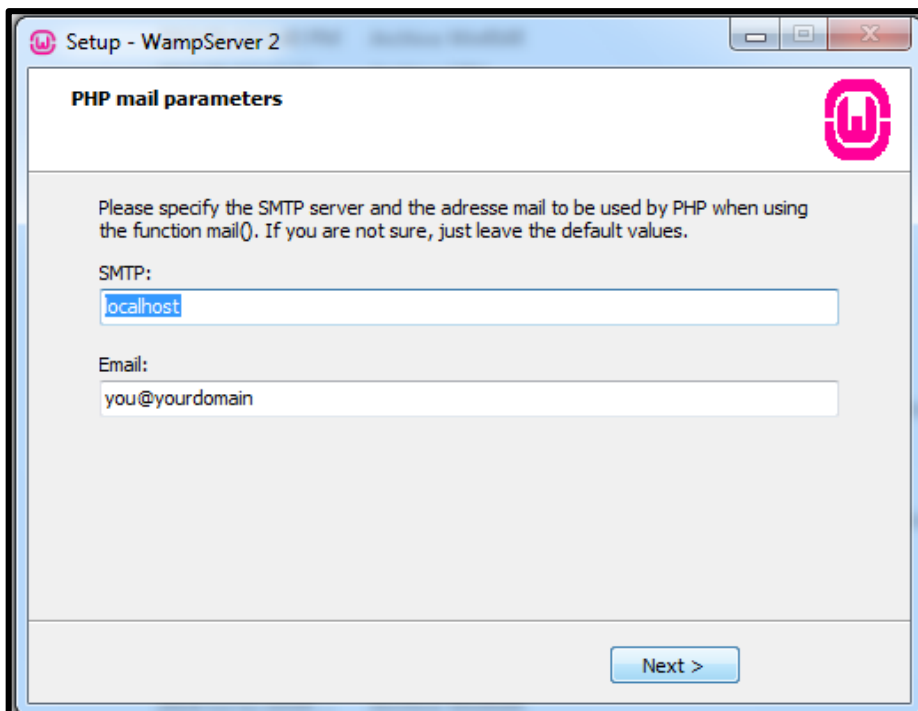 Setup - WampServer 2
PHP mail parameters
Please specify the SMTP server and the adresse mail to be used by PHP when using
the function mail(). If you are not sure, just leave the default values.
SMTP:
localhost
Email:
you@yourdomain
Next >